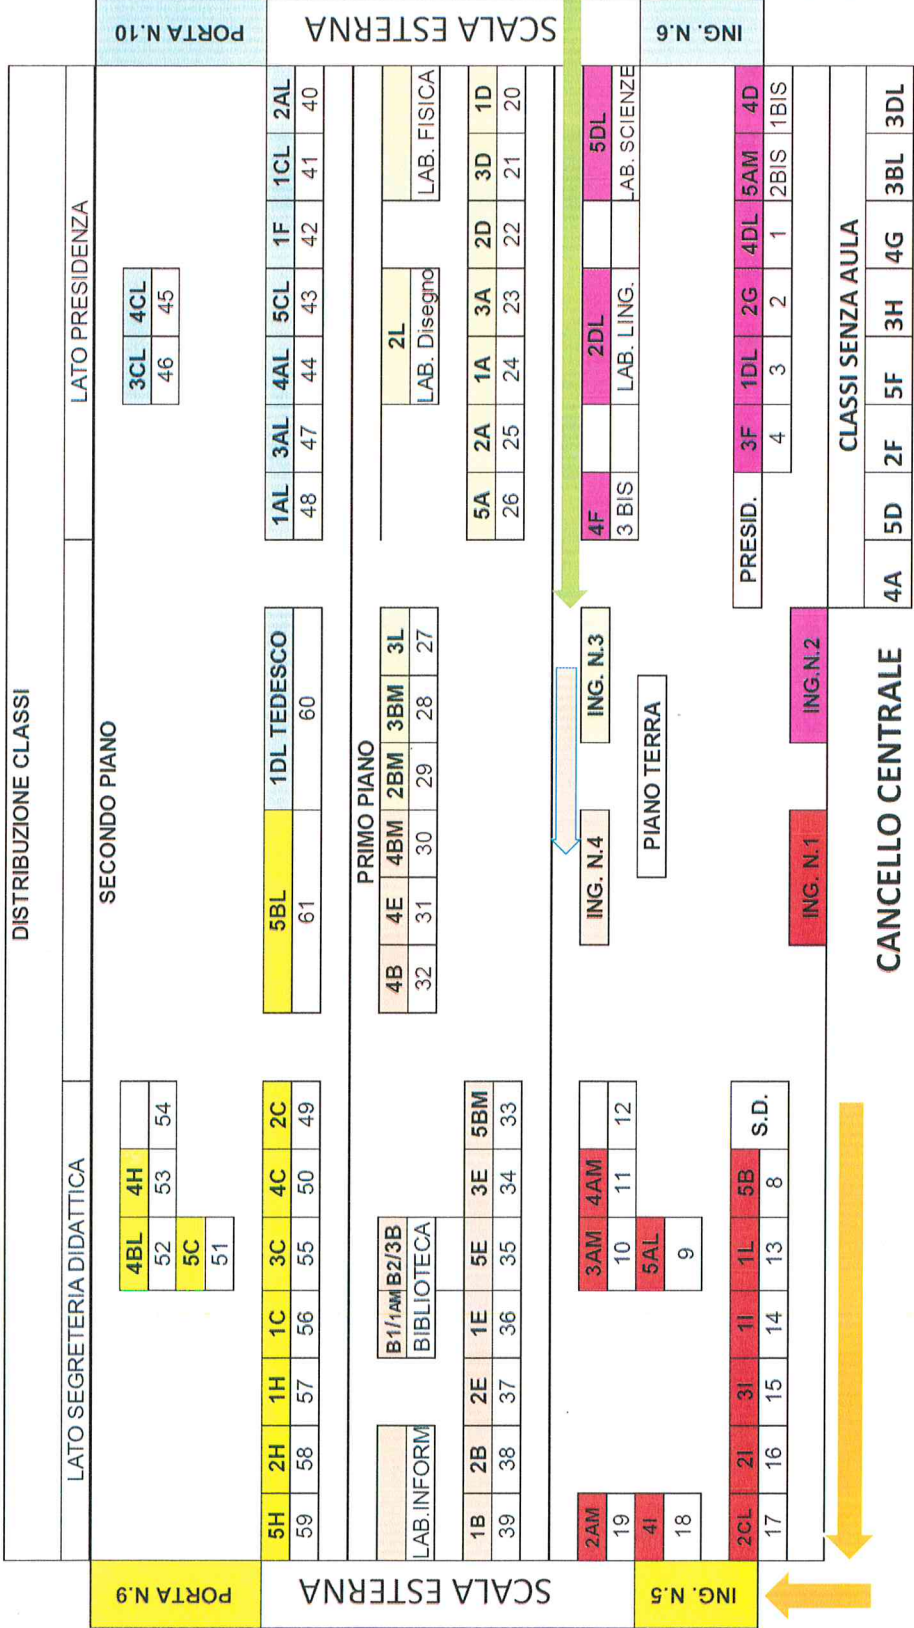 DISTRIBUZIONE CLASSI
LATO SEGRETERIA DIDATTICA
LATO PRESIDENZA
SECONDO PIANO
PORTA N.9
PORTA N.10
4BL 4H
52 53 54
5C
51
3CL 4CL
46 45
5H 2H 1H 1C 3C 4C 2C
59 58 57 56 55 50 49
5BL 1DL TEDESCO
61 60
1AL 3AL 4AL 5CL 1F 1CL 2AL
48 47 44 43 42 41 40
SCALA ESTERNA
SCALA ESTERNA
PRIMO PIANO
B1/1AM B2/3B
LAB.INFORM BIBLIOTECA
4B 4E 4BM 2BM 3BM 3L
32 31 30 29 28 27
2L
LAB. Disegno LAB. FISICA
1B 2B 2E 1E 5E 3E 5BM
39 38 37 36 35 34 33
5A 2A 1A 3A 2D 3D 1D
26 25 24 23 22 21 20
2AM 3AM 4AM
19 10 11 12
4I 5AL
18 9
ING. N.4 ING. N.3
4F 2DL 5DL
3 BIS LAB. LING. LAB. SCIENZE
PIANO TERRA
ING. N.5
ING. N.6
2CL 2I 3I 1I 1L 5B S.D.
17 16 15 14 13 8
PRESID. 3F 1DL 2G 4DL 5AM 4D
4 3 2 1 2BIS 1BIS
ING. N.1 ING.N.2
CANCELLO CENTRALE
CLASSI SENZA AULA
4A 5D 2F 5F 3H 4G 3BL 3DL